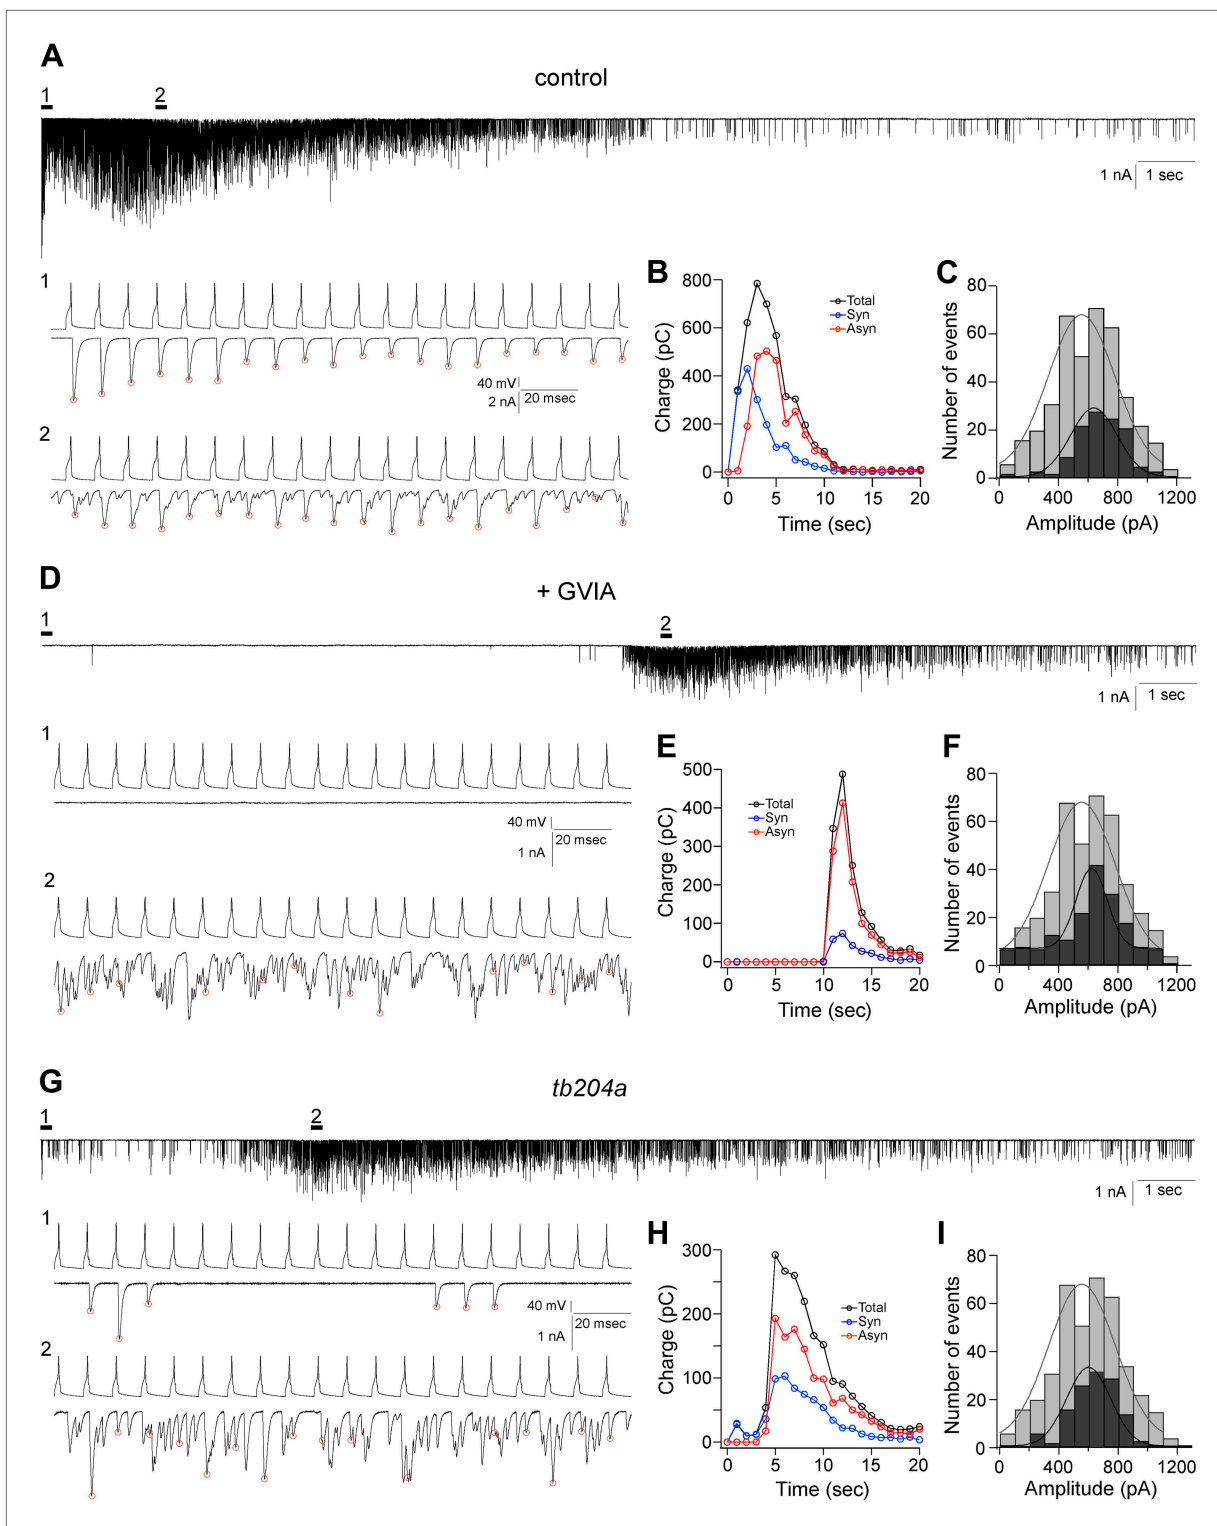 A
control
1
2
1 nA
1 sec
1
40 mV
2 nA
20 msec
2
B
800
600
400
200
0
Charge (pC)
Total
Syn
Asyn
0
5
10
15
20
Time (sec)
C
80
60
40
20
0
Number of events
0
400
800
1200
Amplitude (pA)
D
+ GVIA
1
2
1 nA
1 sec
1
40 mV
1 nA
20 msec
2
E
500
400
300
200
100
0
Charge (pC)
Total
Syn
Asyn
0
5
10
15
20
Time (sec)
F
80
60
40
20
0
Number of events
0
400
800
1200
Amplitude (pA)
G
tb204a
1
2
1 nA
1 sec
1
40 mV
1 nA
20 msec
2
H
300
200
100
0
Charge (pC)
Total
Syn
Asyn
0
5
10
15
20
Time (sec)
I
80
60
40
20
0
Number of events
0
400
800
1200
Amplitude (pA)